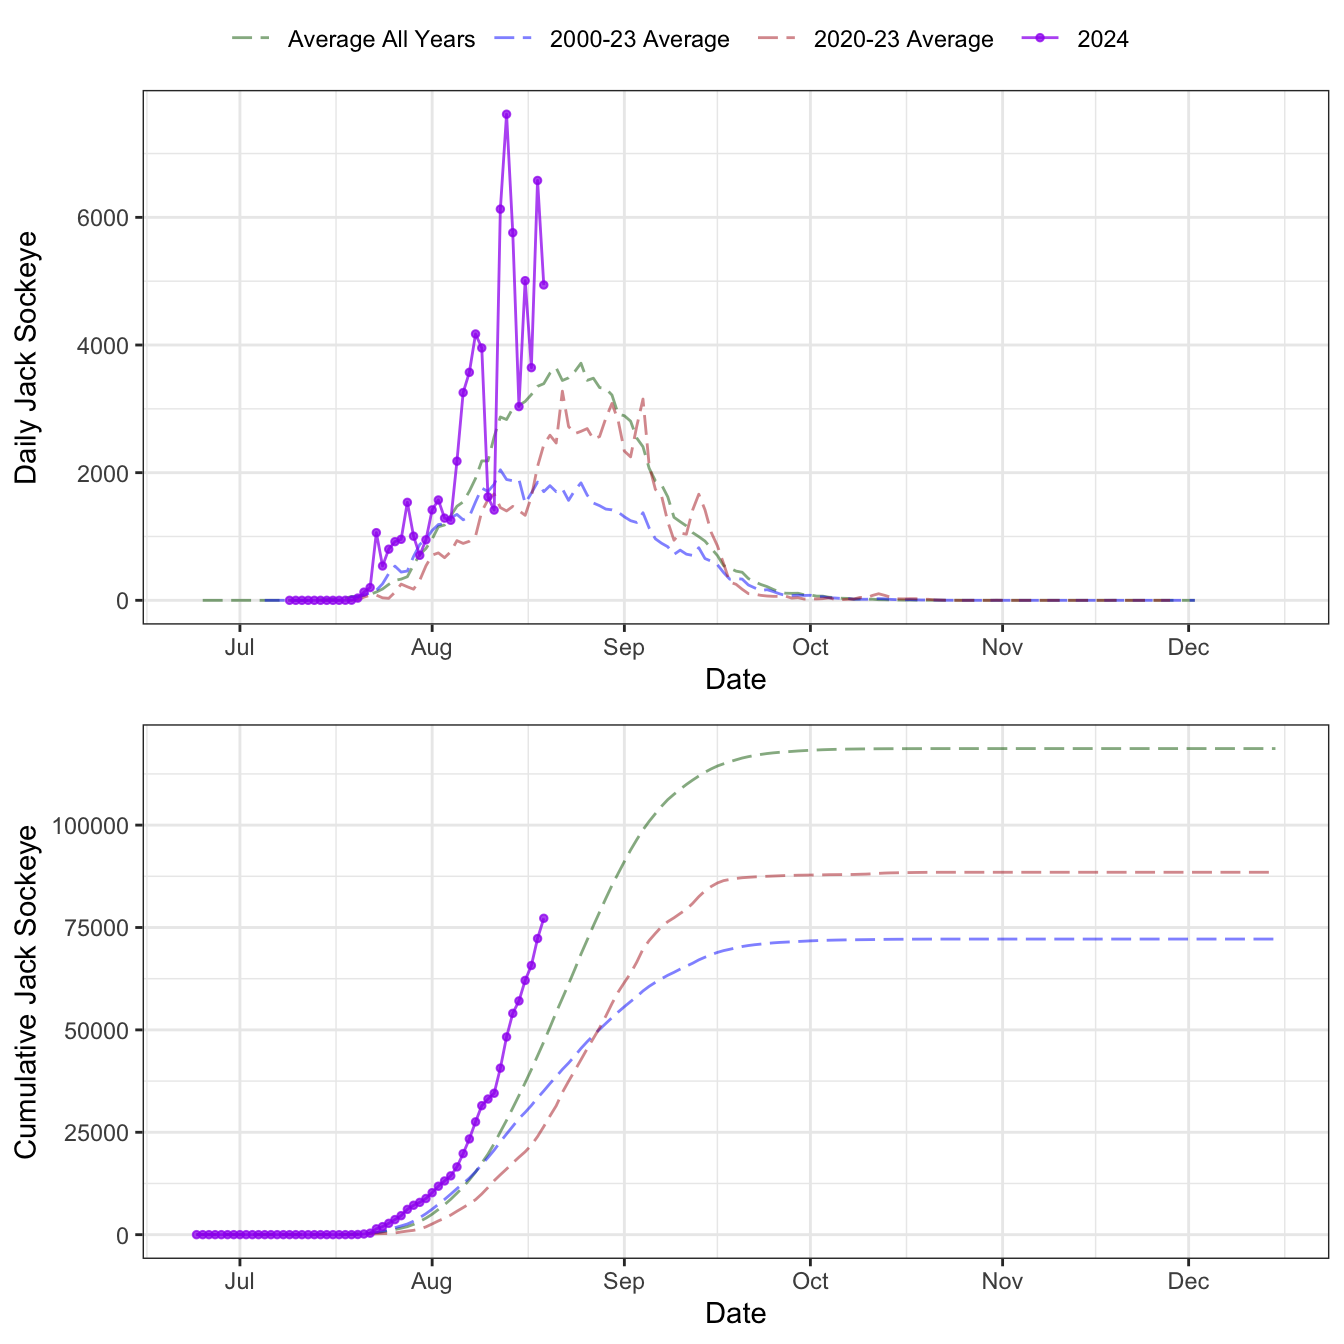 Average All Years 2000-23 Average 2020-23 Average 2024
Daily Jack Sockeye
6000
4000
2000
0
Jul Aug Sep Oct Nov Dec
Date
Cumulative Jack Sockeye
100000
75000
50000
25000
0
Jul Aug Sep Oct Nov Dec
Date